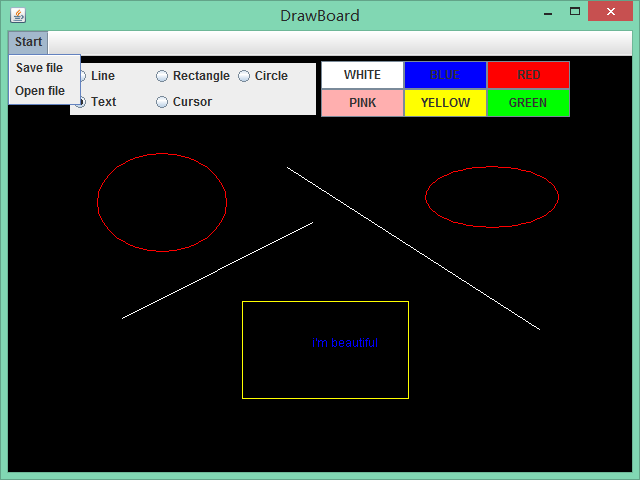 DrawBoard
Start
Save file
Open file
Line Rectangle Circle
Text Cursor
WHITE BLUE RED
PINK YELLOW GREEN
I'm beautiful